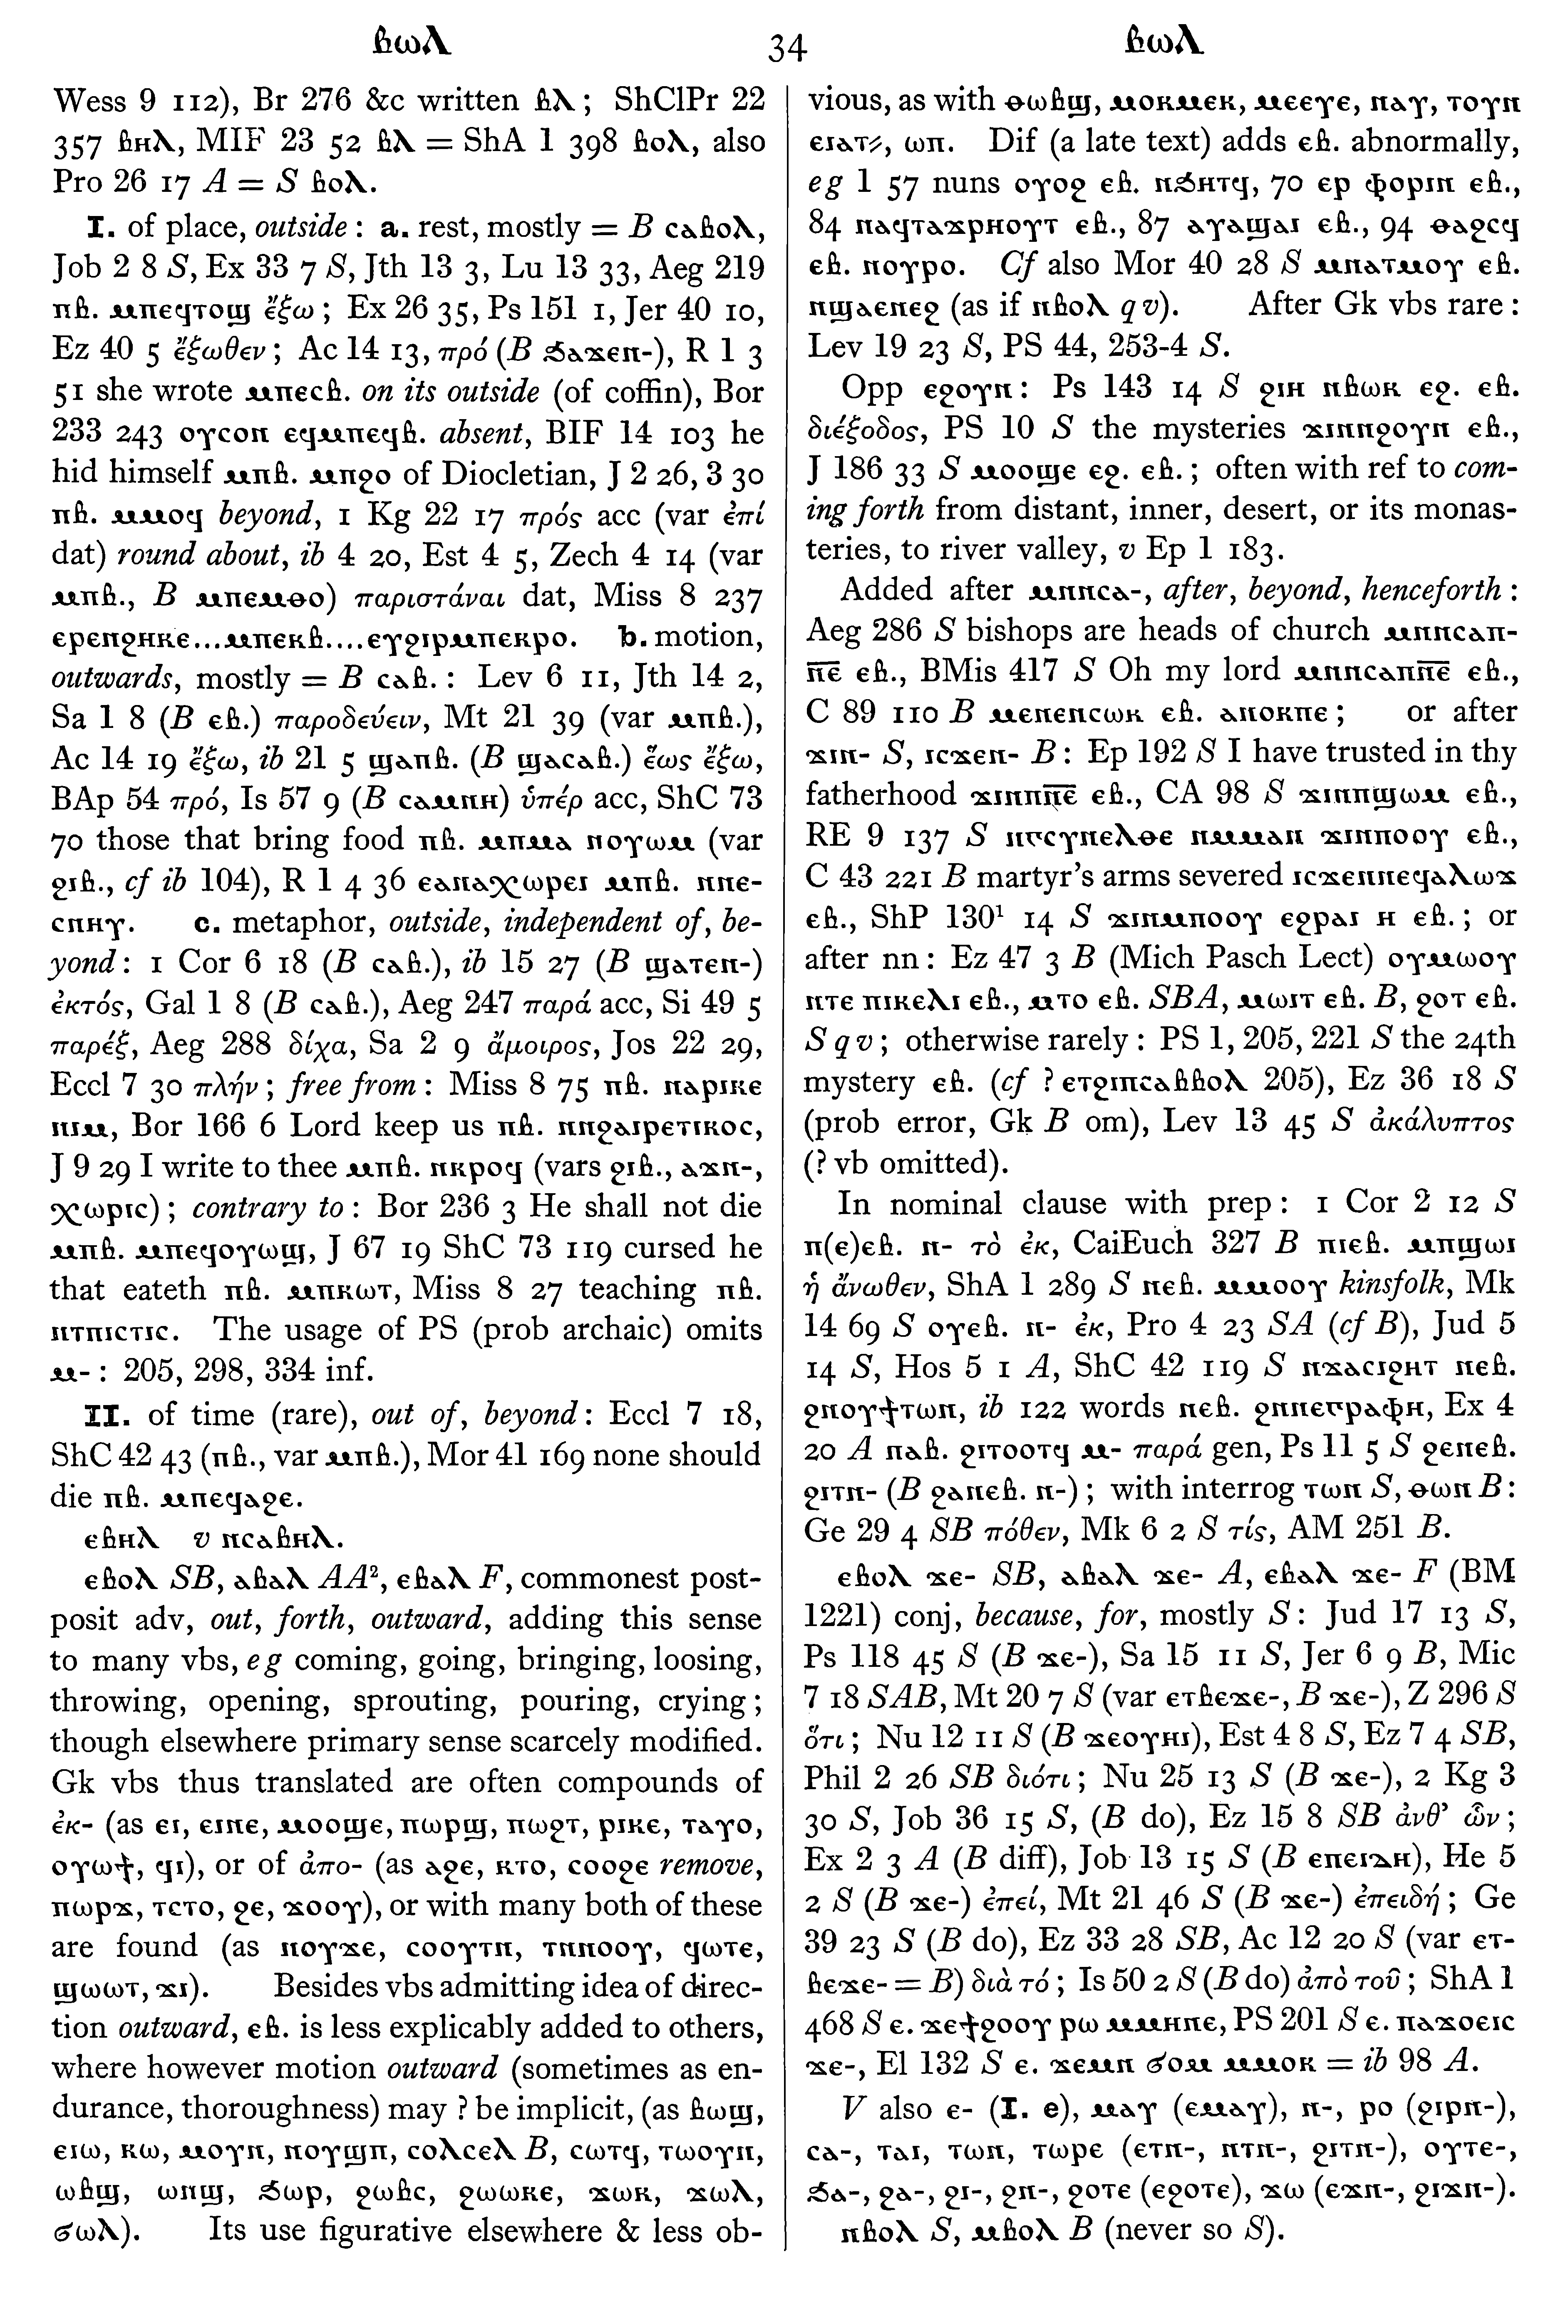 ⲃⲱⲗ 34 ⲃⲱⲗ
Wess 9 112), Br 276 &c written ⲃⲗ; ShClPr 22
357 ⲃⲏⲗ, MIF 23 52 ⲃⲗ = ShA 1 398 ⲃⲟⲗ, also
Pro 26 17 A = S ⲃⲟⲗ.
I. of place, outside: a. rest, mostly = B ⲥⲁⲃⲟⲗ,
Job 2 8 S, Ex 33 7 S, Jth 13 3, Lu 13 33, Aeg 219
ⲛⲃ. ⲙⲡⲉϥⲧⲟϣ ἔξω; Ex 26 35, Ps 151 1, Jer 40 10,
Ez 40 5 ἔξωθεν; Ac 14 13, πρό (B ϧⲁϫⲉⲛ-), R 1 3
51 she wrote ⲙⲡⲉⲥⲃ. on its outside (of coffin), Bor
233 243 ⲟⲩⲥⲟⲛ ⲉϥⲙⲡⲉϥⲃ. absent, BIF 14 103 he
hid himself ⲙⲡⲃ. ⲙⲡϩⲟ of Diocletian, J 2 26, 3 30
ⲡⲃ. ⲙⲙⲟϥ beyond, 1 Kg 22 17 πρός acc (var ἐπί
dat) round about, ib 4 20, Est 4 5, Zech 4 14 (var
ⲙⲡⲃ., B ⲙⲡⲉⲙⲑⲟ) παριστάναι dat, Miss 8 237
ⲉⲣⲉⲛϩⲏⲕⲉ...ⲙⲡⲉⲕⲃ....ⲉⲩϩⲓⲣⲙⲡⲉⲕⲣⲟ. b. motion,
outwards, mostly = B ⲥⲁⲃ.: Lev 6 11, Jth 14 2,
Sa 1 8 (B ⲉⲃ.) παροδεύειν, Mt 21 39 (var ⲙⲡⲃ.),
Ac 14 19 ἔξω, ib 21 5 ϣⲁⲡⲃ. (B ϣⲁⲥⲁⲃ.) ἕως ἔξω,
BAp 54 πρό, Is 57 9 (B ⲥⲁⲙⲛⲏ) ὑπέρ acc, ShC 73
70 those that bring food ⲡⲃ. ⲙⲡⲙⲁ ⲛⲟⲩⲱⲙ (var
ϩⲓⲃ., cf ib 104), R 1 4 36 ⲉⲁⲛⲁⲭⲱⲣⲉⲓ ⲙⲡⲃ. ⲛⲛⲉ-
ⲥⲛⲏⲩ. c. metaphor, outside, independent of, be-
yond: 1 Cor 6 18 (B ⲥⲁⲃ.), ib 15 27 (B ϣⲁⲧⲉⲛ-)
ἐκτός, Gal 1 8 (B ⲥⲁⲃ.), Aeg 247 παρά acc, Si 49 5
παρέξ, Aeg 288 δίχα, Sa 2 9 ἄμοιρος, Jos 22 29,
Eccl 7 30 πλήν; free from: Miss 8 75 ⲡⲃ. ⲛⲁⲣⲓⲕⲉ
ⲛⲓⲙ, Bor 166 6 Lord keep us ⲡⲃ. ⲛⲛϩⲁⲓⲣⲉⲧⲓⲕⲟⲥ,
J 9 29 I write to thee ⲙⲡⲃ. ⲛⲕⲣⲟϥ (vars ϩⲓⲃ., ⲁϫⲛ-,
ⲭⲱⲣⲓⲥ); contrary to: Bor 236 3 He shall not die
ⲙⲡⲃ. ⲙⲡⲉϥⲟⲩⲱϣ, J 67 19 ShC 73 119 cursed he
that eateth ⲡⲃ. ⲙⲡⲕⲱⲧ, Miss 8 27 teaching ⲡⲃ.
ⲛⲧⲡⲓⲥⲧⲓⲥ. The usage of PS (prob archaic) omits
ⲙ-: 205, 298, 334 inf.
II. of time (rare), out of, beyond: Eccl 7 18,
ShC 42 43 (ⲡⲃ., var ⲙⲡⲃ.), Mor 41 169 none should
die ⲡⲃ. ⲙⲡⲉϥⲁϩⲉ.
ⲉⲃⲏⲗ v ⲛⲥⲁⲃⲏⲗ.
ⲉⲃⲟⲗ SB, ⲁⲃⲁⲗ AA², ⲉⲃⲁⲗ F, commonest post-
posit adv, out, forth, outward, adding this sense
to many vbs, eg coming, going, bringing, loosing,
throwing, opening, sprouting, pouring, crying;
though elsewhere primary sense scarcely modified.
Gk vbs thus translated are often compounds of
ἐκ- (as ⲉⲓ, ⲉⲓⲛⲉ, ⲙⲟⲟϣⲉ, ⲡⲱⲣϣ, ⲡⲱϩⲧ, ⲣⲓⲕⲉ, ⲧⲁⲩⲟ,
ⲟⲩⲱϯ, ϥⲓ), or of ἀπο- (as ⲁϩⲉ, ⲕⲧⲟ, ⲥⲟⲟϩⲉ remove,
ⲡⲱⲣϫ, ⲧⲥⲧⲟ, ϩⲉ, ϫⲟⲟⲩ), or with many both of these
are found (as ⲛⲟⲩϫⲉ, ⲥⲟⲟⲩⲧⲛ, ⲧⲛⲛⲟⲟⲩ, ϥⲱⲧⲉ,
ϣⲱⲱⲧ, ϫⲓ). Besides vbs admitting idea of direc-
tion outward, ⲉⲃ. is less explicably added to others,
where however motion outward (sometimes as en-
durance, thoroughness) may ? be implicit, (as ⲃⲱϣ,
ⲉⲓⲱ, ⲕⲱ, ⲙⲟⲩⲛ, ⲛⲟⲩϣⲡ, ⲥⲟⲗⲥⲉⲗ B, ⲥⲱⲧϥ, ⲧⲱⲟⲩⲛ,
ⲱⲃϣ, ⲱⲛϣ, ϧⲱⲣ, ϩⲱⲃⲥ, ϩⲱⲱⲕⲉ, ϫⲱⲕ, ϫⲱⲗ,
ϭⲱⲗ). Its use figurative elsewhere & less ob-
vious, as with ⲑⲱⲃϣ, ⲙⲟⲕⲙⲉⲕ, ⲙⲉⲉⲩⲉ, ⲛⲁⲩ, ⲧⲟⲩⲛ
ⲉⲓⲁⲧ⸗, ⲱⲡ. Dif (a late text) adds ⲉⲃ. abnormally,
eg 1 57 nuns ⲟⲩⲟϩ ⲉⲃ. ⲛϧⲏⲧϥ, 70 ⲉⲣ ⲫⲟⲣⲓⲛ ⲉⲃ.,
84 ⲛⲁϥⲧⲁϫⲣⲏⲟⲩⲧ ⲉⲃ., 87 ⲁⲩⲁϣⲁⲓ ⲉⲃ., 94 ⲑⲁϩⲥϥ
ⲉⲃ. ⲛⲟⲩⲣⲟ. Cf also Mor 40 28 S ⲙⲡⲁⲧⲙⲟⲩ ⲉⲃ.
ⲛϣⲁⲉⲛⲉϩ (as if ⲛⲃⲟⲗ q v). After Gk vbs rare:
Lev 19 23 S, PS 44, 253-4 S.
Opp ⲉϩⲟⲩⲛ: Ps 143 14 S ϩⲓⲏ ⲛⲃⲱⲕ ⲉϩ. ⲉⲃ.
διέξοδος, PS 10 S the mysteries ϫⲓⲛⲡϩⲟⲩⲛ ⲉⲃ.,
J 186 33 S ⲙⲟⲟϣⲉ ⲉϩ. ⲉⲃ.; often with ref to com-
ing forth from distant, inner, desert, or its monas-
teries, to river valley, v Ep 1 183.
Added after ⲙⲛⲛⲥⲁ-, after, beyond, henceforth:
Aeg 286 S bishops are heads of church ⲙⲛⲛⲥⲁⲡ-
ⲛ̅ⲉ̅ ⲉⲃ., BMis 417 S Oh my lord ⲙⲛⲛⲥⲁⲡⲛ̅ⲉ̅ ⲉⲃ.,
C 89 110 B ⲙⲉⲛⲉⲛⲥⲱⲕ ⲉⲃ. ⲁⲛⲟⲕⲡⲉ; or after
ϫⲓⲛ- S, ⲓⲥϫⲉⲛ- B: Ep 192 S I have trusted in thy
fatherhood ϫⲓⲛⲡⲛ̅ⲉ̅ ⲉⲃ., CA 98 S ϫⲓⲛⲡϣⲱⲙ ⲉⲃ.,
RE 9 137 S ⲛⲅⲥⲩⲛⲉⲗⲑⲉ ⲛⲙⲙⲁⲛ ϫⲓⲛⲡⲟⲟⲩ ⲉⲃ.,
C 43 221 B martyr's arms severed ⲓⲥϫⲉⲛⲛⲉϥⲁⲗⲱϫ
ⲉⲃ., ShP 130¹ 14 S ϫⲓⲛⲙⲡⲟⲟⲩ ⲉϩⲣⲁⲓ ⲏ ⲉⲃ.; or
after nn: Ez 47 3 B (Mich Pasch Lect) ⲟⲩⲙⲱⲟⲩ
ⲛⲧⲉ ⲡⲓⲕⲉⲗⲓ ⲉⲃ., ⲙⲧⲟ ⲉⲃ. SBA, ⲙⲱⲓⲧ ⲉⲃ. B, ϩⲟⲧ ⲉⲃ.
S q v; otherwise rarely: PS 1, 205, 221 S the 24th
mystery ⲉⲃ. (cf ? ⲉⲧϩⲓⲡⲥⲁⲃⲃⲟⲗ 205), Ez 36 18 S
(prob error, Gk B om), Lev 13 45 S ἀκάλυπτος
(? vb omitted).
In nominal clause with prep: 1 Cor 2 12 S
ⲡ(ⲉ)ⲉⲃ. ⲛ- τὸ ἐκ, CaiEuch 327 B ⲡⲓⲉⲃ. ⲙⲡϣⲱⲓ
ἡ ἄνωθεν, ShA 1 289 S ⲛⲉⲃ. ⲙⲙⲟⲟⲩ kinsfolk, Mk
14 69 S ⲟⲩⲉⲃ. ⲛ- ἐκ, Pro 4 23 SA (cf B), Jud 5
14 S, Hos 5 1 A, ShC 42 119 S ⲛϫⲁⲥⲓϩⲏⲧ ⲛⲉⲃ.
ϩⲛⲟⲩϯⲧⲱⲛ, ib 122 words ⲛⲉⲃ. ϩⲛⲛⲉⲅⲣⲁⲫⲏ, Ex 4
20 A ⲡⲁⲃ. ϩⲓⲧⲟⲟⲧϥ ⲙ- παρά gen, Ps 11 5 S ϩⲉⲛⲉⲃ.
ϩⲓⲧⲛ- (B ϩⲁⲛⲉⲃ. ⲛ-); with interrog ⲧⲱⲛ S, ⲑⲱⲛ B:
Ge 29 4 SB πόθεν, Mk 6 2 S τίς, AM 251 B.
ⲉⲃⲟⲗ ϫⲉ- SB, ⲁⲃⲁⲗ ϫⲉ- A, ⲉⲃⲁⲗ ϫⲉ- F (BM
1221) conj, because, for, mostly S: Jud 17 13 S,
Ps 118 45 S (B ϫⲉ-), Sa 15 11 S, Jer 6 9 B, Mic
7 18 SAB, Mt 20 7 S (var ⲉⲧⲃⲉϫⲉ-, B ϫⲉ-), Z 296 S
ὅτι; Nu 12 11 S (B ϫⲉⲟⲩⲏⲓ), Est 4 8 S, Ez 7 4 SB,
Phil 2 26 SB διότι; Nu 25 13 S (B ϫⲉ-), 2 Kg 3
30 S, Job 36 15 S, (B do), Ez 15 8 SB ἀνθ' ὧν;
Ex 2 3 A (B diff), Job 13 15 S (B ⲉⲡⲉⲓⲇⲏ), He 5
2 S (B ϫⲉ-) ἐπεί, Mt 21 46 S (B ϫⲉ-) ἐπειδή; Ge
39 23 S (B do), Ez 33 28 SB, Ac 12 20 S (var ⲉⲧ-
ⲃⲉϫⲉ- = B) διὰ τό; Is 50 2 S (B do) ἀπὸ τοῦ; ShA 1
468 S ⲉ. ϫⲉϯϩⲟⲟⲩ ⲣⲱ ⲙⲙⲏⲛⲉ, PS 201 S ⲉ. ⲡⲁϫⲟⲉⲓⲥ
ϫⲉ-, El 132 S ⲉ. ϫⲉⲙⲛ ϭⲟⲙ ⲙⲙⲟⲕ = ib 98 A.
V also ⲉ- (I. e), ⲙⲁⲩ (ⲉⲙⲁⲩ), ⲛ-, ⲣⲟ (ϩⲓⲣⲛ-),
ⲥⲁ-, ⲧⲁⲓ, ⲧⲱⲛ, ⲧⲱⲣⲉ (ⲉⲧⲛ-, ⲛⲧⲛ-, ϩⲓⲧⲛ-), ⲟⲩⲧⲉ-,
ϧⲁ-, ϩⲁ-, ϩⲓ-, ϩⲛ-, ϩⲟⲧⲉ (ⲉϩⲟⲧⲉ), ϫⲱ (ⲉϫⲛ-, ϩⲓϫⲛ-).
ⲛⲃⲟⲗ S, ⲙⲃⲟⲗ B (never so S).